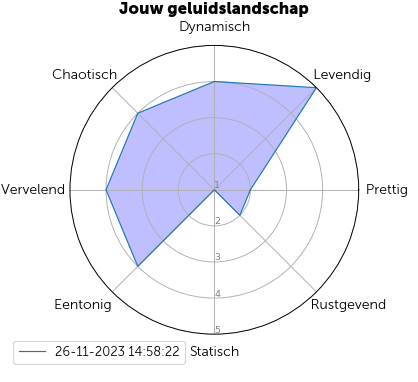 Jouw geluidslandschap
Dynamisch
Chaotisch
Levendig
Vervelend
1
Prettig
2
3
4
5
Eentonig
Rustgevend
26-11-2023 14:58:22
Statisch